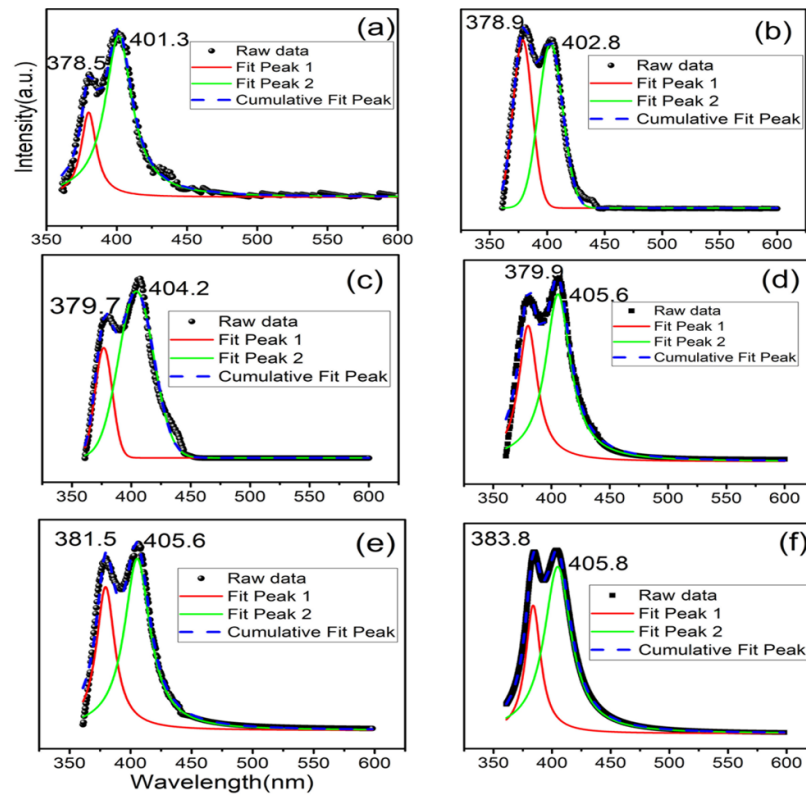 (a)
378.5
401.3
Raw data
Fit Peak 1
Fit Peak 2
Cumulative Fit Peak
Intensity(a.u.)
350 400 450 500 550 600
(b)
378.9
402.8
Raw data
Fit Peak 1
Fit Peak 2
Cumulative Fit Peak
350 400 450 500 550 600
(c)
379.7
404.2
Raw data
Fit Peak 1
Fit Peak 2
Cumulative Fit Peak
350 400 450 500 550 600
(d)
379.9
405.6
Raw data
Fit Peak 1
Fit Peak 2
Cumulative Fit Peak
350 400 450 500 550 600
(e)
381.5
405.6
Raw data
Fit Peak 1
Fit Peak 2
Cumulative Fit Peak
350 400 450 500 550 600
Wavelength(nm)
(f)
383.8
405.8
Raw data
Fit Peak 1
Fit Peak 2
Cumulative Fit Peak
350 400 450 500 550 600